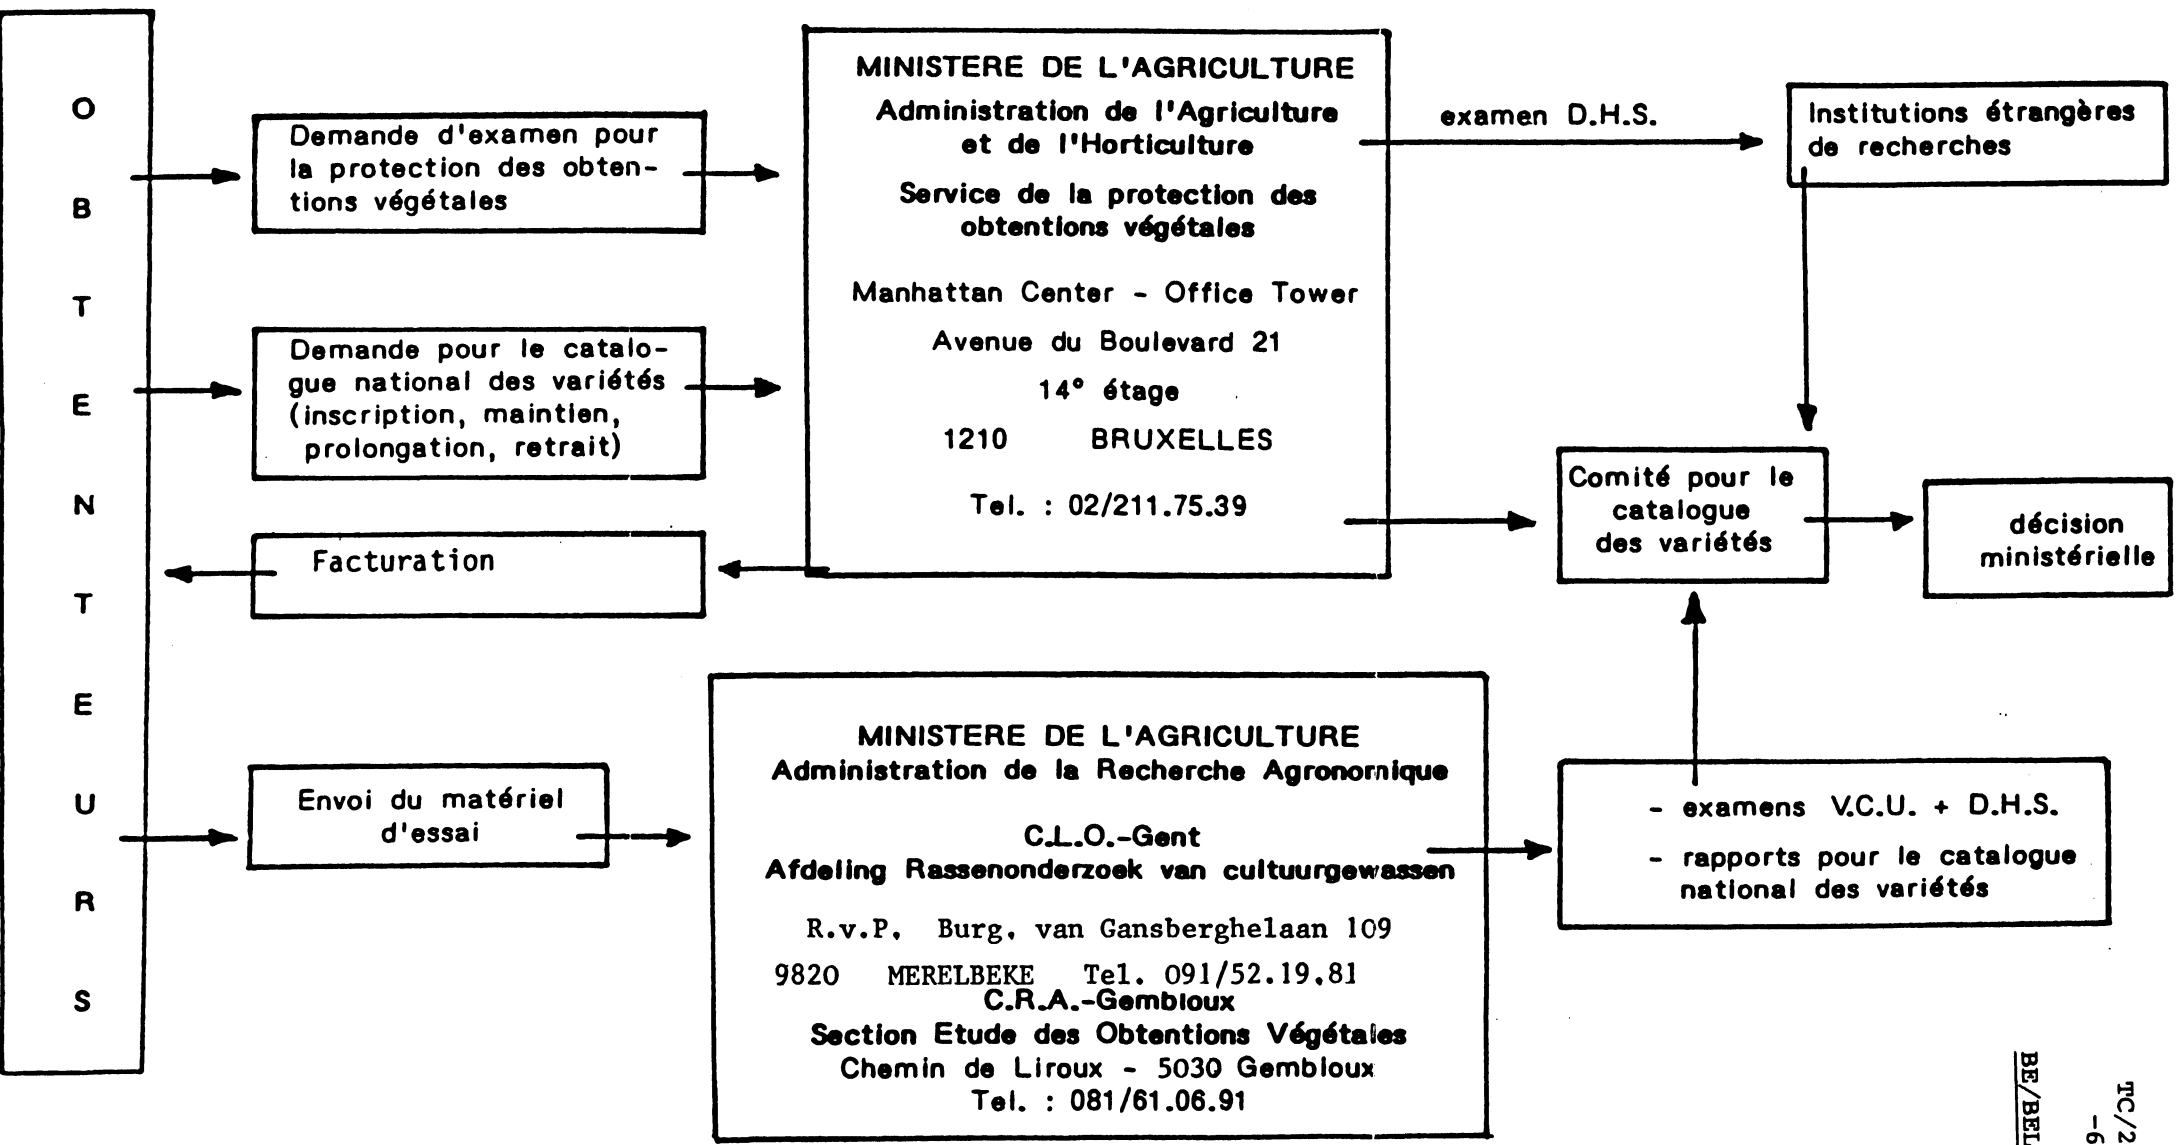 OBTENTEURS
Demande d'examen pour
la protection des obten-
tions végétales
Demande pour le catalo-
gue national des variétés
(inscription, maintien,
prolongation, retrait)
Facturation
Envoi du matériel
d'essai
MINISTERE DE L'AGRICULTURE
Administration de l'Agriculture
et de l'Horticulture
Service de la protection des
obtentions végétales
Manhattan Center - Office Tower
Avenue du Boulevard 21
14° étage
1210 BRUXELLES
Tel. : 02/211.75.39
MINISTERE DE L'AGRICULTURE
Administration de la Recherche Agronomique
C.L.O.-Gent
Afdeling Rassenonderzoek van cultuurgewassen
R.v.P. Burg. van Gansberghelaan 109
9820 MERELBEKE Tel. 091/52.19.81
C.R.A.-Gembloux
Section Etude des Obtentions Végétales
Chemin de Liroux - 5030 Gembloux
Tel. : 081/61.06.91
examen D.H.S.
Institutions étrangères
de recherches
Comité pour le
catalogue
des variétés
décision
ministérielle
- examens V.C.U. + D.H.S.
- rapports pour le catalogue
national des variétés
TC/2
-6
BE/BEL